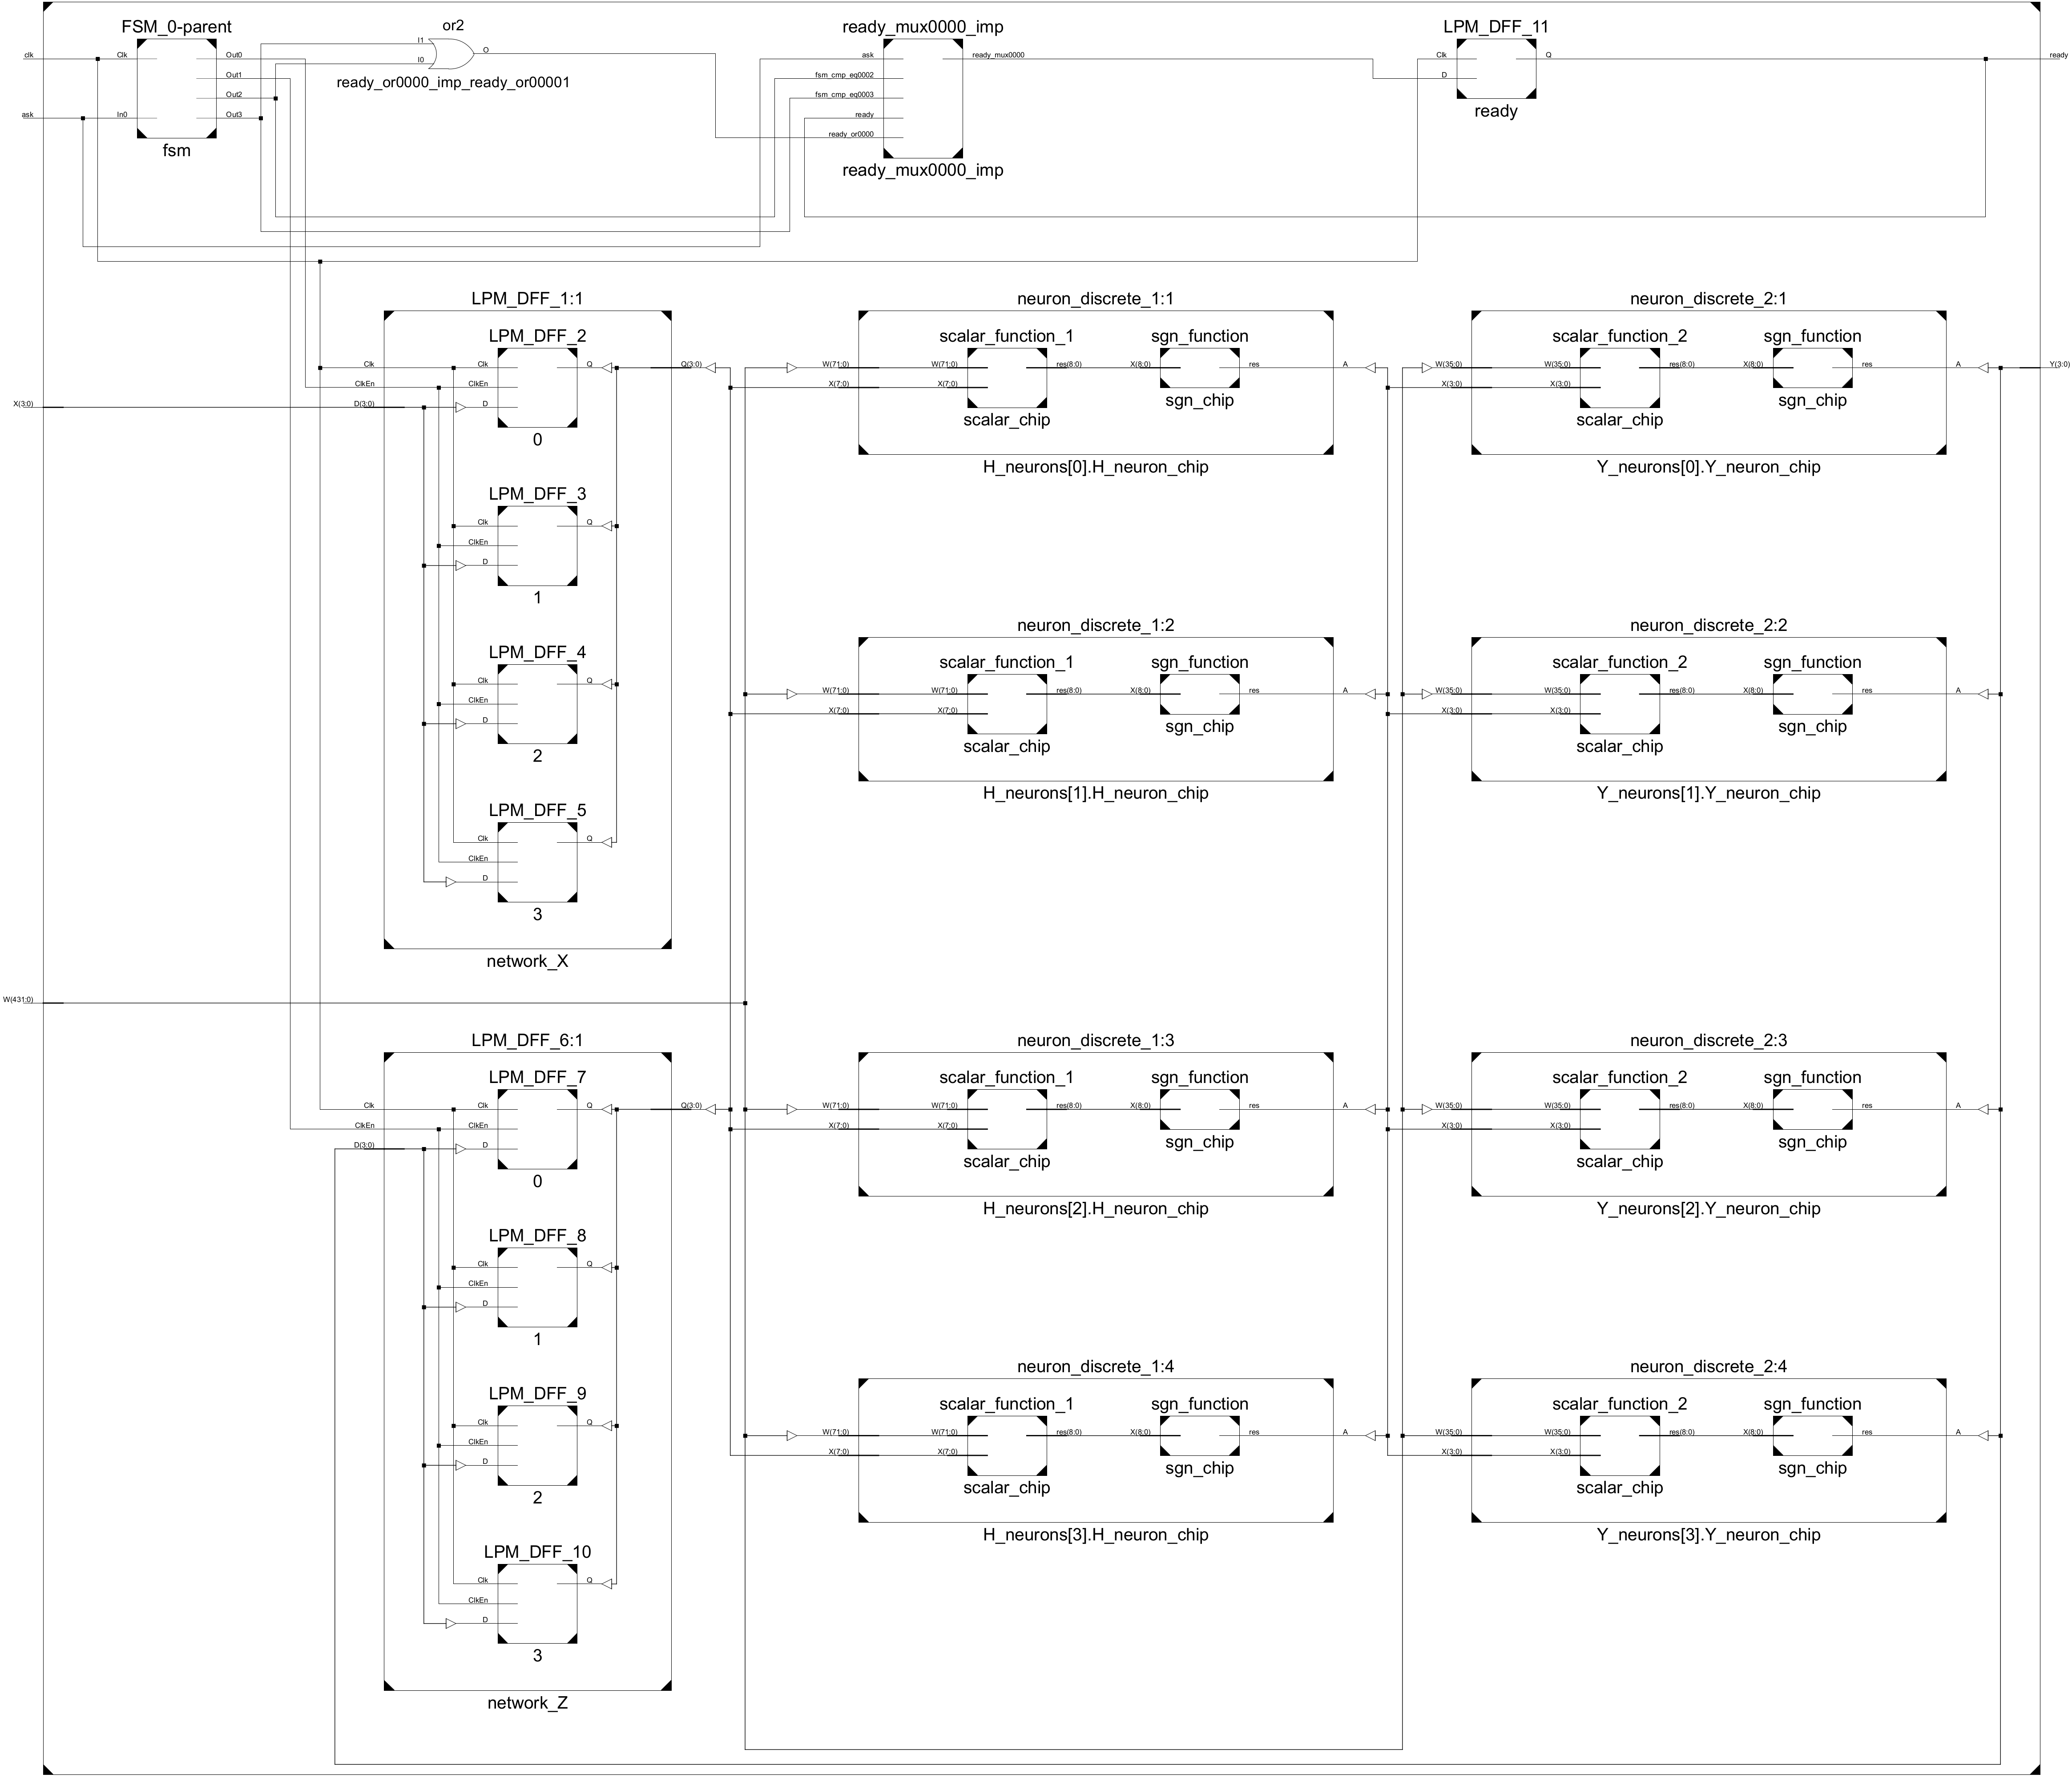 FSM_0-parent
clk
Clk
Out0
Out1
Out2
ask
In0
Out3
fsm
or2
I1
I0
O
ready_or0000_imp_ready_or00001
ready_mux0000_imp
ask
ready_mux0000
fsm_cmp_eq0002
fsm_cmp_eq0003
ready
ready_or0000
ready_mux0000_imp
LPM_DFF_11
Clk
Q
D
ready
ready
LPM_DFF_1:1
LPM_DFF_2
Clk
Clk
Q
Q(3:0)
ClkEn
ClkEn
X(3:0)
D(3:0)
D
0
LPM_DFF_3
Clk
Q
ClkEn
D
1
LPM_DFF_4
Clk
Q
ClkEn
D
2
LPM_DFF_5
Clk
Q
ClkEn
D
3
network_X
W(431:0)
LPM_DFF_6:1
LPM_DFF_7
Clk
Clk
Q
Q(3:0)
ClkEn
ClkEn
D(3:0)
D
0
LPM_DFF_8
Clk
Q
ClkEn
D
1
LPM_DFF_9
Clk
Q
ClkEn
D
2
LPM_DFF_10
Clk
Q
ClkEn
D
3
network_Z
neuron_discrete_1:1
scalar_function_1
sgn_function
W(71:0)
W(71:0)
res(8:0)
X(8:0)
res
A
X(7:0)
X(7:0)
scalar_chip
sgn_chip
H_neurons[0].H_neuron_chip
neuron_discrete_1:2
scalar_function_1
sgn_function
W(71:0)
W(71:0)
res(8:0)
X(8:0)
res
A
X(7:0)
X(7:0)
scalar_chip
sgn_chip
H_neurons[1].H_neuron_chip
neuron_discrete_1:3
scalar_function_1
sgn_function
W(71:0)
W(71:0)
res(8:0)
X(8:0)
res
A
X(7:0)
X(7:0)
scalar_chip
sgn_chip
H_neurons[2].H_neuron_chip
neuron_discrete_1:4
scalar_function_1
sgn_function
W(71:0)
W(71:0)
res(8:0)
X(8:0)
res
A
X(7:0)
X(7:0)
scalar_chip
sgn_chip
H_neurons[3].H_neuron_chip
neuron_discrete_2:1
scalar_function_2
sgn_function
W(35:0)
W(35:0)
res(8:0)
X(8:0)
res
A
Y(3:0)
X(3:0)
X(3:0)
scalar_chip
sgn_chip
Y_neurons[0].Y_neuron_chip
neuron_discrete_2:2
scalar_function_2
sgn_function
W(35:0)
W(35:0)
res(8:0)
X(8:0)
res
A
X(3:0)
X(3:0)
scalar_chip
sgn_chip
Y_neurons[1].Y_neuron_chip
neuron_discrete_2:3
scalar_function_2
sgn_function
W(35:0)
W(35:0)
res(8:0)
X(8:0)
res
A
X(3:0)
X(3:0)
scalar_chip
sgn_chip
Y_neurons[2].Y_neuron_chip
neuron_discrete_2:4
scalar_function_2
sgn_function
W(35:0)
W(35:0)
res(8:0)
X(8:0)
res
A
X(3:0)
X(3:0)
scalar_chip
sgn_chip
Y_neurons[3].Y_neuron_chip